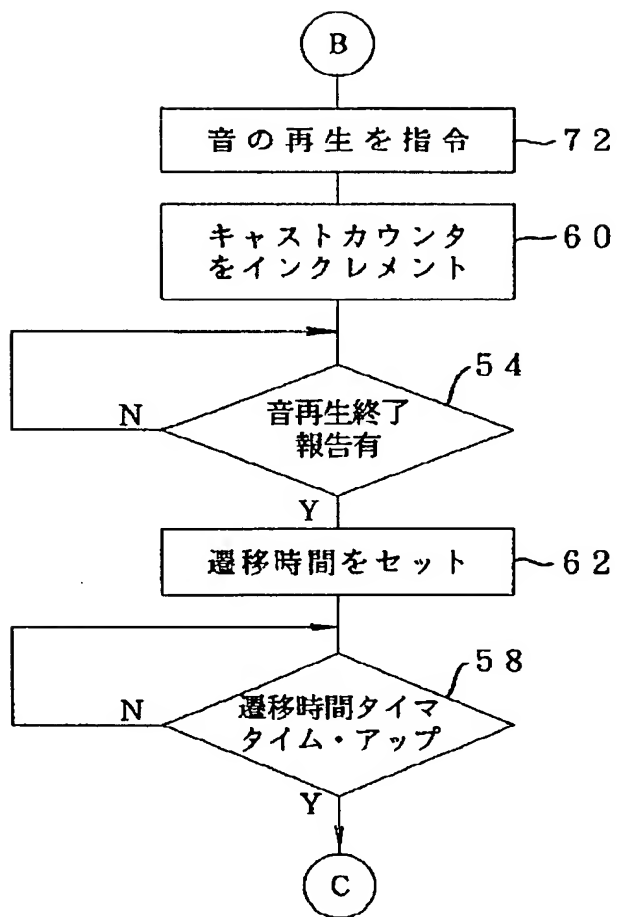 B
音の再生を指令
72
キャストカウンタ
をインクレメント
60
54
音再生終了
報告有
N
Y
遷移時間をセット
62
58
遷移時間タイマ
タイム・アップ
N
Y
C